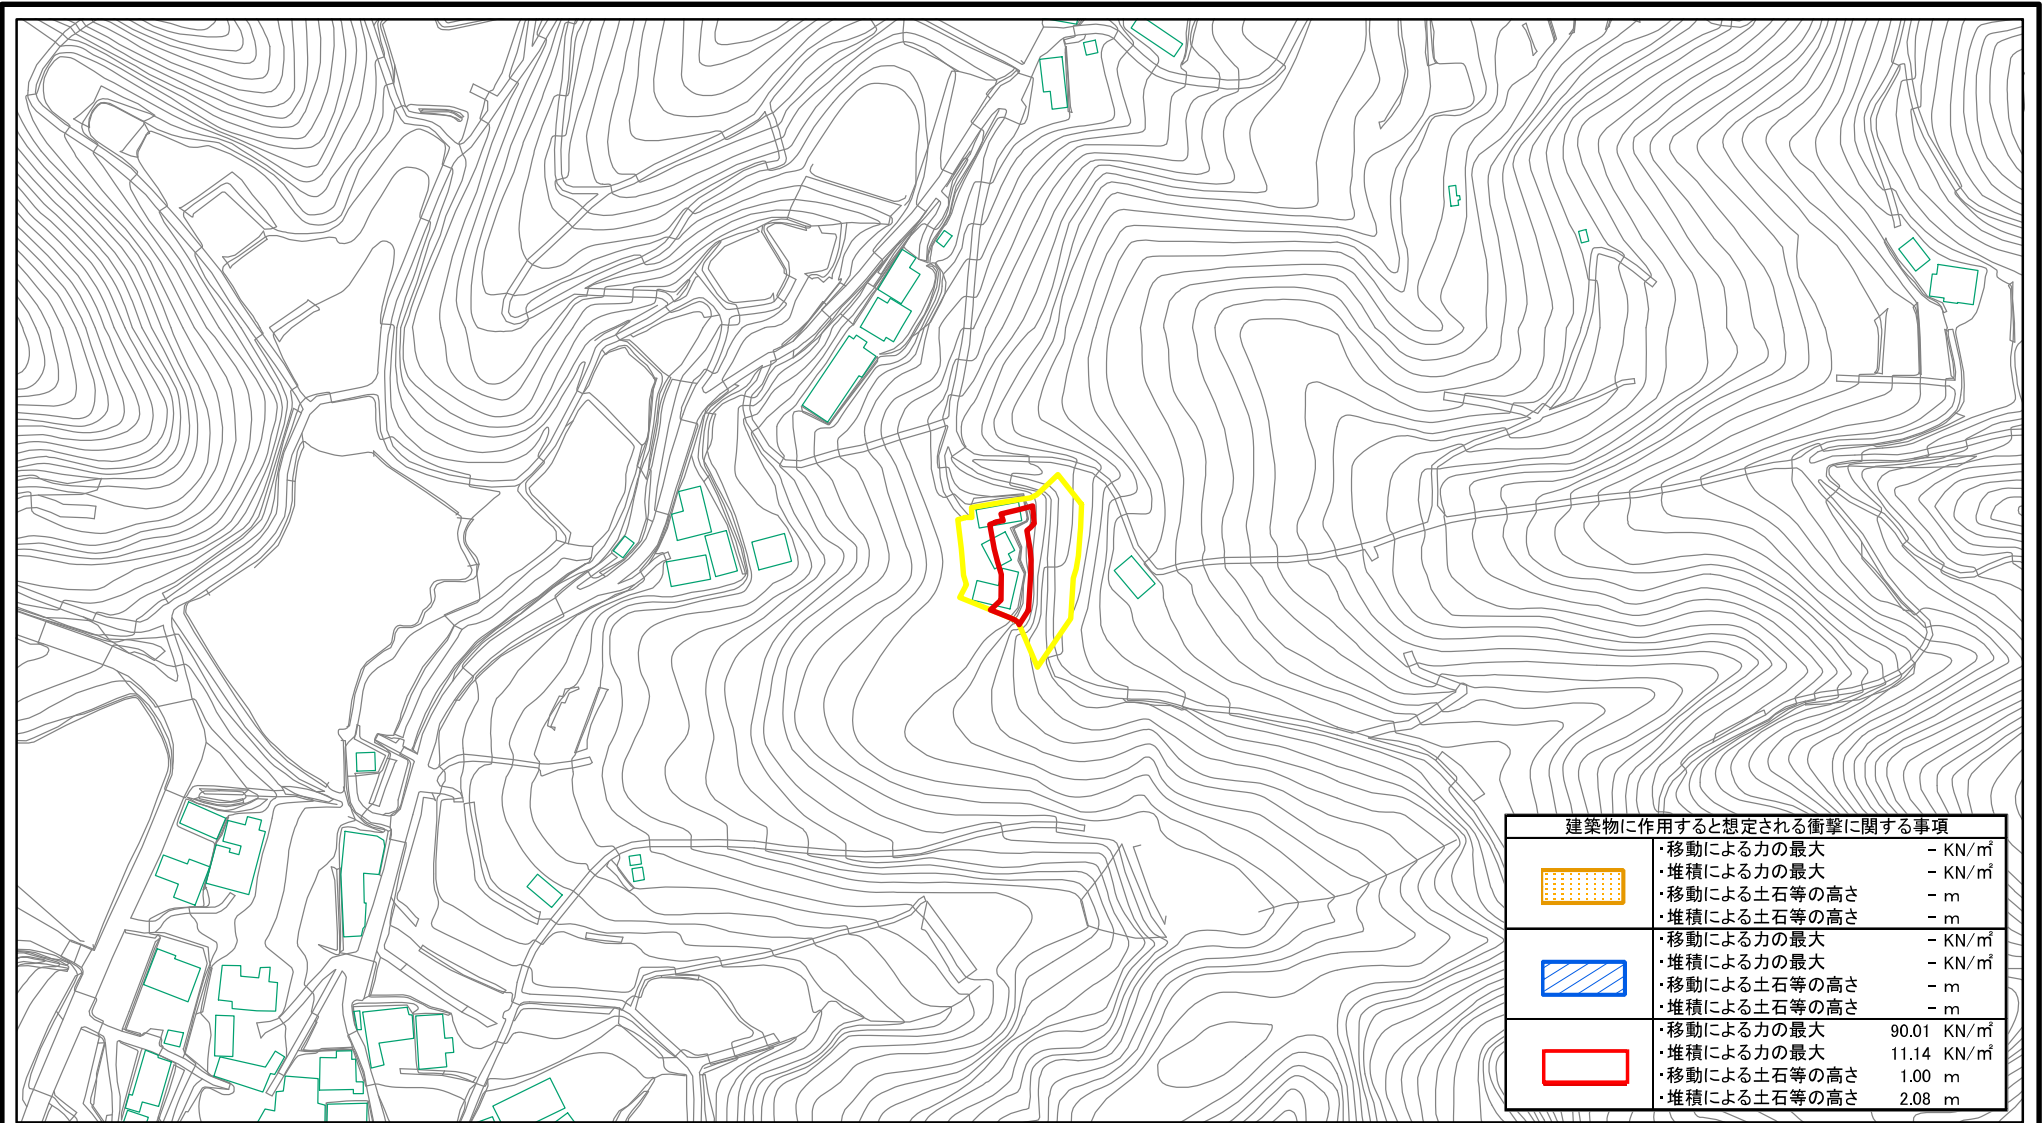 建築物に作用すると想定される衝撃に関する事項
・移動による力の最大 - KN/㎡
・堆積による力の最大 - KN/㎡
・移動による土石等の高さ - m
・堆積による土石等の高さ - m
・移動による力の最大 - KN/㎡
・堆積による力の最大 - KN/㎡
・移動による土石等の高さ - m
・堆積による土石等の高さ - m
・移動による力の最大 90.01 KN/㎡
・堆積による力の最大 11.14 KN/㎡
・移動による土石等の高さ 1.00 m
・堆積による土石等の高さ 2.08 m